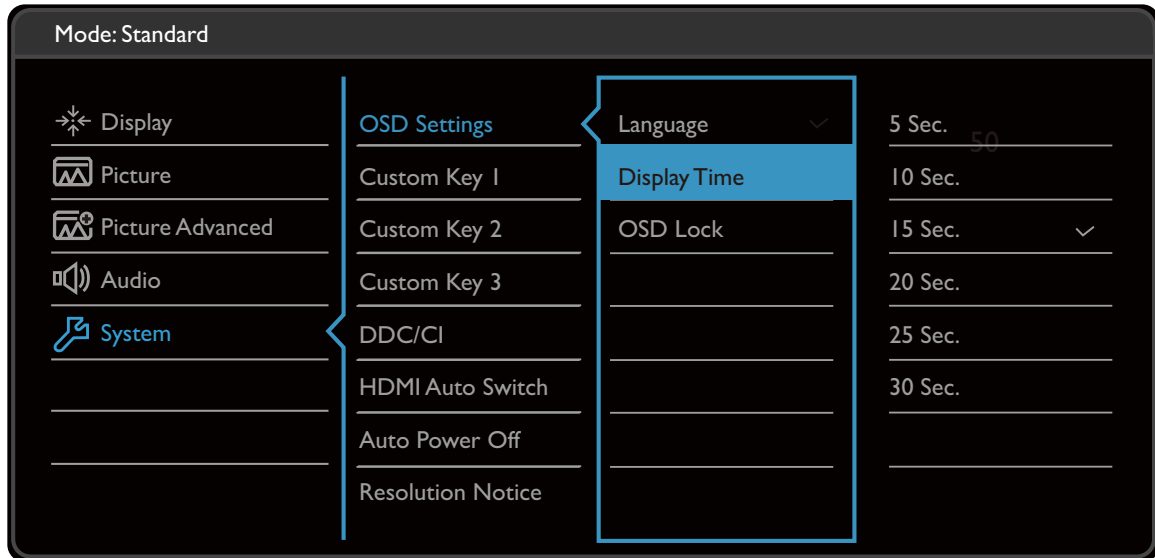 Mode: Standard
Display
Picture
Picture Advanced
Audio
System
OSD Settings
Custom Key 1
Custom Key 2
Custom Key 3
DDC/CI
HDMI Auto Switch
Auto Power Off
Resolution Notice
Language
Display Time
OSD Lock
5 Sec.
50
10 Sec.
15 Sec.
20 Sec.
25 Sec.
30 Sec.